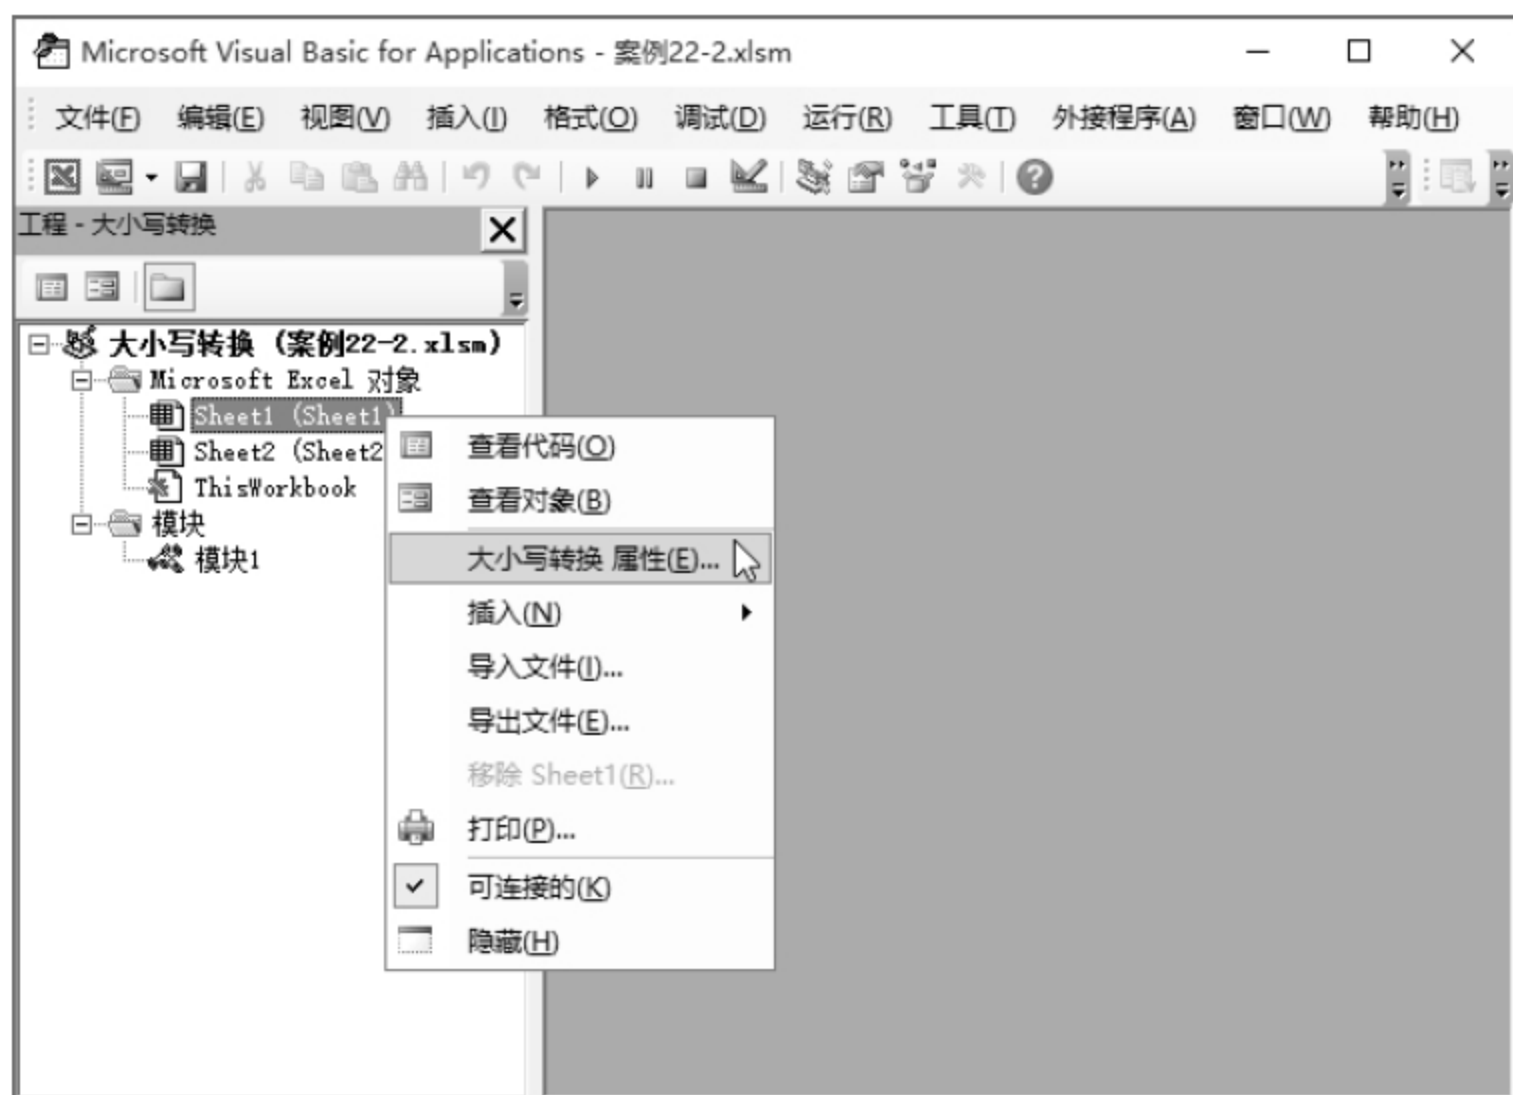 Microsoft Visual Basic for Applications - 案例22-2.xlsm
文件(F) 编辑(E) 视图(V) 插入(I) 格式(O) 调试(D) 运行(R) 工具(T) 外接程序(A) 窗口(W) 帮助(H)
工程 - 大小写转换
大小写转换 (案例22-2.xlsm)
Microsoft Excel 对象
Sheet1 (Sheet1)
Sheet2 (Sheet2
ThisWorkbook
模块
模块1
查看代码(O)
查看对象(B)
大小写转换 属性(E)...
插入(N)
导入文件(I)...
导出文件(E)...
移除 Sheet1(R)...
打印(P)...
可连接的(K)
隐藏(H)